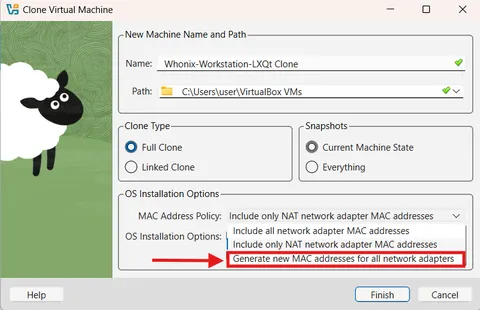 Clone Virtual Machine
New Machine Name and Path
Name: Whonix-Workstation-LXQt Clone
Path: C:\Users\user\VirtualBox VMs
Clone Type
Full Clone
Linked Clone
Snapshots
Current Machine State
Everything
OS Installation Options
MAC Address Policy: Include only NAT network adapter MAC addresses
Include all network adapter MAC addresses
OS Installation Options:
Include only NAT network adapter MAC addresses
Generate new MAC addresses for all network adapters
Help
Finish
Cancel